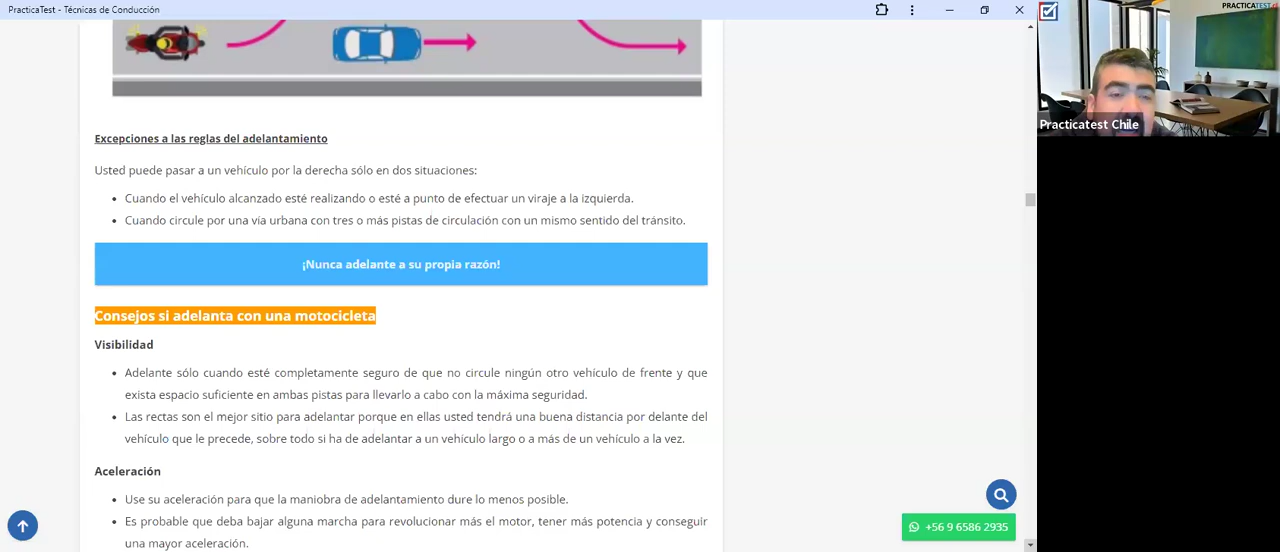 PracticaTest - Técnicas de Conducción
PRACTICATEST
Practicatest Chile
Excepciones a las reglas del adelantamiento
Usted puede pasar a un vehículo por la derecha sólo en dos situaciones:
• Cuando el vehículo alcanzado esté realizando o esté a punto de efectuar un viraje a la izquierda.
• Cuando circule por una vía urbana con tres o más pistas de circulación con un mismo sentido del tránsito.
¡Nunca adelante a su propia razón!
Consejos si adelanta con una motocicleta
Visibilidad
• Adelante sólo cuando esté completamente seguro de que no circule ningún otro vehículo de frente y que
exista espacio suficiente en ambas pistas para llevarlo a cabo con la máxima seguridad.
• Las rectas son el mejor sitio para adelantar porque en ellas usted tendrá una buena distancia por delante del
vehículo que le precede, sobre todo si ha de adelantar a un vehículo largo o a más de un vehículo a la vez.
Aceleración
• Use su aceleración para que la maniobra de adelantamiento dure lo menos posible.
• Es probable que deba bajar alguna marcha para revolucionar más el motor, tener más potencia y conseguir
una mayor aceleración.
+56 9 6586 2935